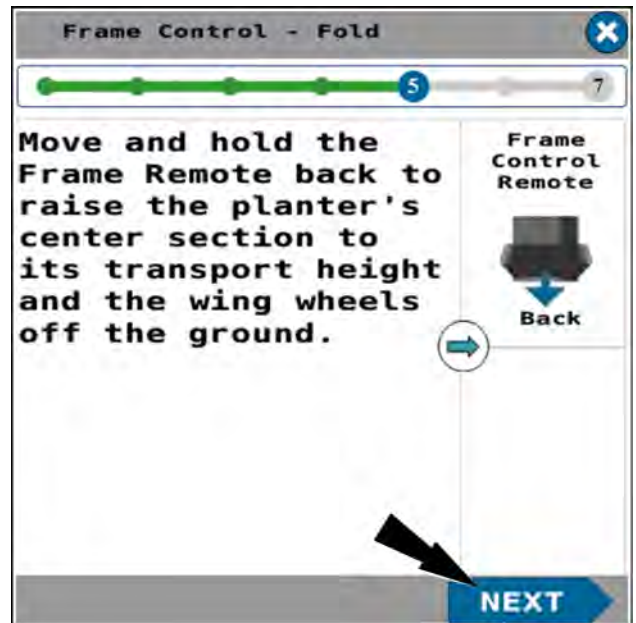 Frame Control - Fold
5
7
Move and hold the
Frame Remote back to
raise the planter's
center section to
its transport height
and the wing wheels
off the ground.
Frame
Control
Remote
Back
NEXT